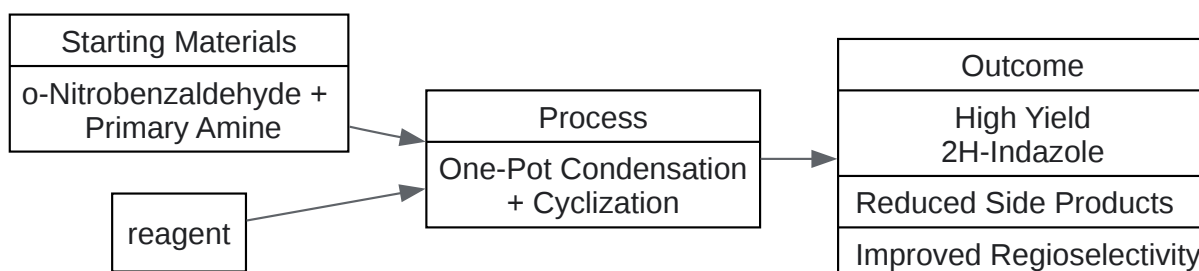 Starting Materials
o-Nitrobenzaldehyde +
Primary Amine
reagent
Process
One-Pot Condensation
+ Cyclization
Outcome
High Yield
2H-Indazole
Reduced Side Products
Improved Regioselectivity